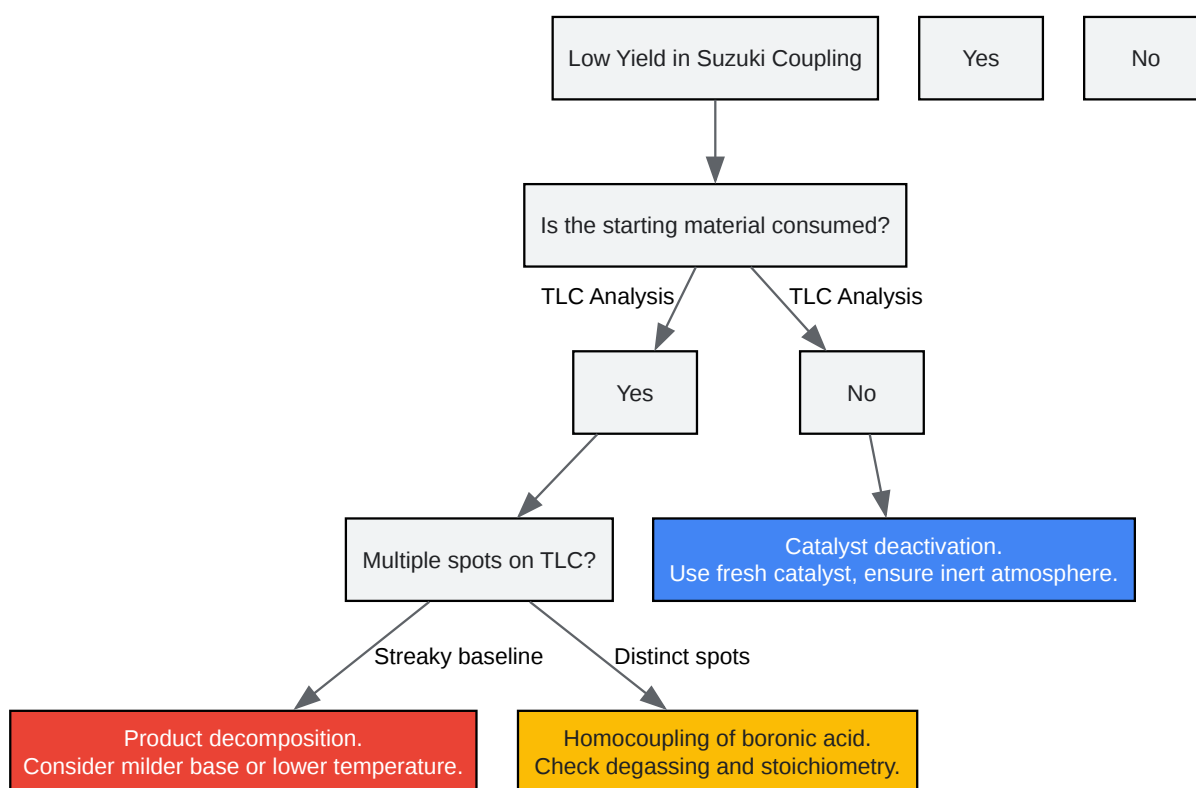 Low Yield in Suzuki Coupling
Yes
No
Is the starting material consumed?
TLC Analysis
TLC Analysis
Yes
No
Multiple spots on TLC?
Catalyst deactivation.
Use fresh catalyst, ensure inert atmosphere.
Streaky baseline
Distinct spots
Product decomposition.
Consider milder base or lower temperature.
Homocoupling of boronic acid.
Check degassing and stoichiometry.